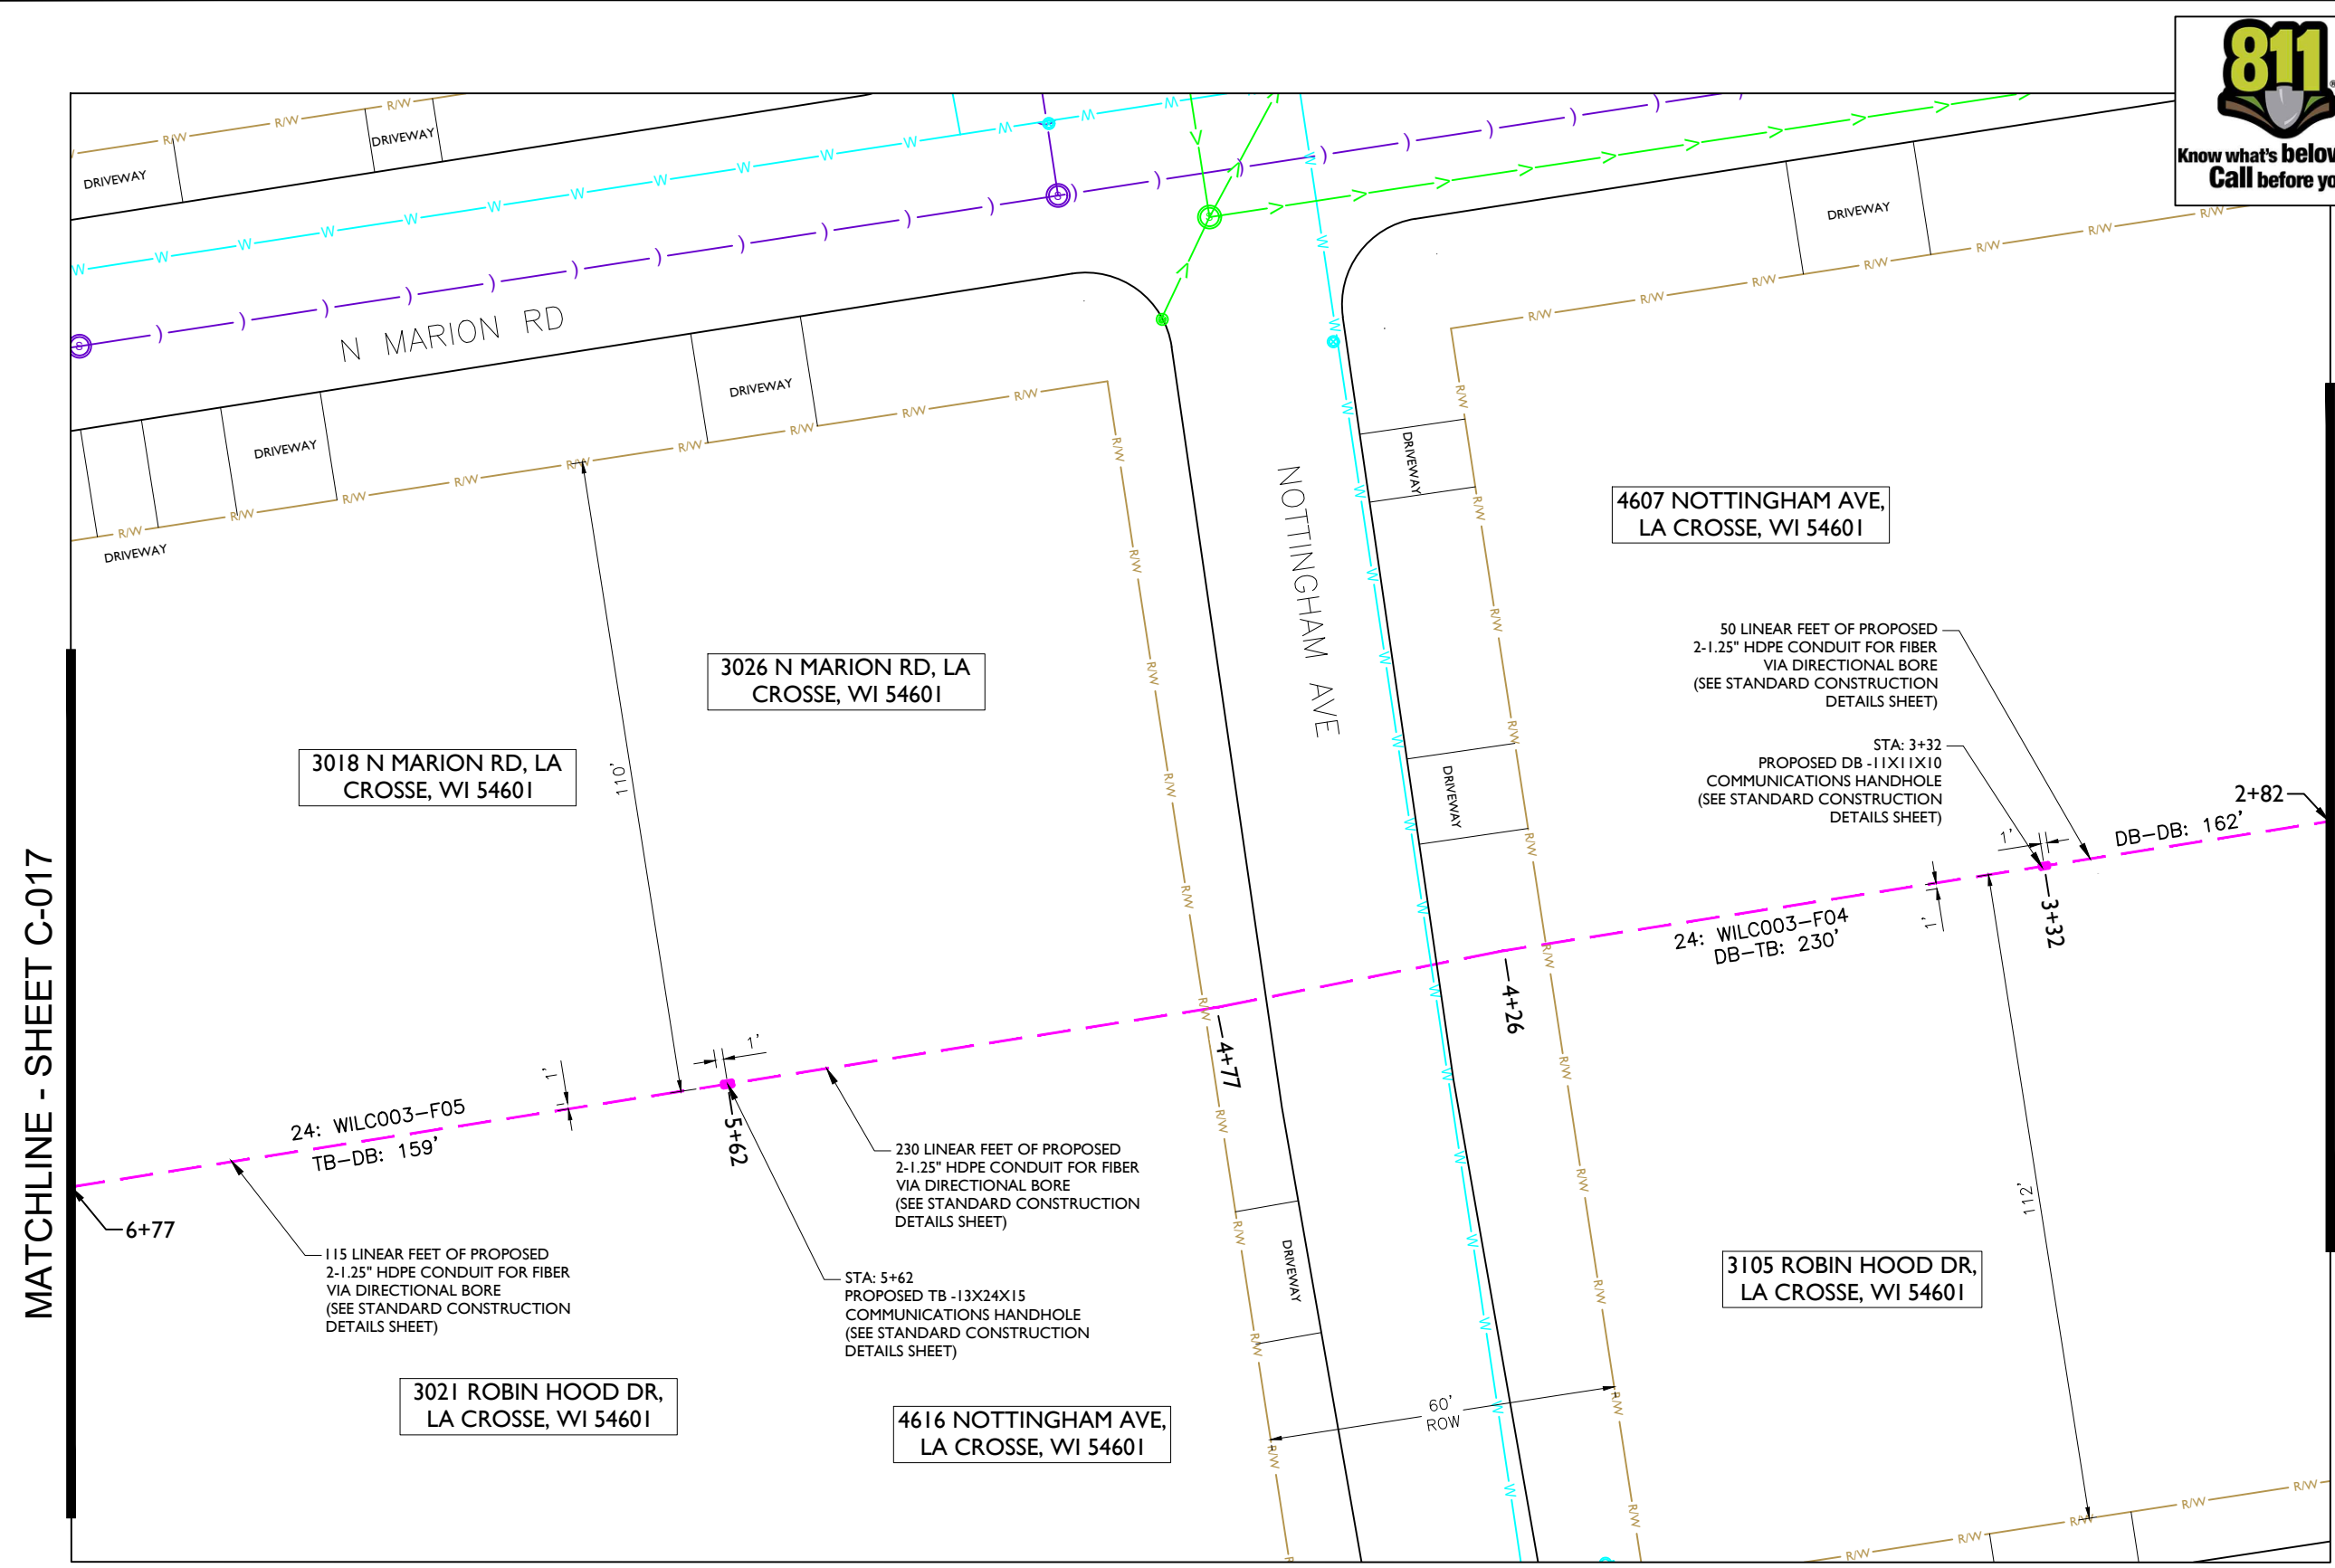 811
Know what's below
Call before yo
R/W
R/W
R/W
DRIVEWAY
DRIVEWAY
N MARION RD
DRIVEWAY
DRIVEWAY
DRIVEWAY
DRIVEWAY
NOTTINGHAM AVE
DRIVEWAY
DRIVEWAY
DRIVEWAY
4607 NOTTINGHAM AVE,
LA CROSSE, WI 54601
3026 N MARION RD, LA
CROSSE, WI 54601
3018 N MARION RD, LA
CROSSE, WI 54601
110'
50 LINEAR FEET OF PROPOSED
2-1.25" HDPE CONDUIT FOR FIBER
VIA DIRECTIONAL BORE
(SEE STANDARD CONSTRUCTION
DETAILS SHEET)
STA: 3+32
PROPOSED DB -11X11X10
COMMUNICATIONS HANDHOLE
(SEE STANDARD CONSTRUCTION
DETAILS SHEET)
2+82
DB-DB: 162'
1'
1'
3+32
24: WILC003-F04
DB-TB: 230'
4+26
4+77
1'
1'
5+62
24: WILC003-F05
TB-DB: 159'
6+77
MATCHLINE - SHEET C-017
230 LINEAR FEET OF PROPOSED
2-1.25" HDPE CONDUIT FOR FIBER
VIA DIRECTIONAL BORE
(SEE STANDARD CONSTRUCTION
DETAILS SHEET)
115 LINEAR FEET OF PROPOSED
2-1.25" HDPE CONDUIT FOR FIBER
VIA DIRECTIONAL BORE
(SEE STANDARD CONSTRUCTION
DETAILS SHEET)
STA: 5+62
PROPOSED TB -13X24X15
COMMUNICATIONS HANDHOLE
(SEE STANDARD CONSTRUCTION
DETAILS SHEET)
112'
3105 ROBIN HOOD DR,
LA CROSSE, WI 54601
3021 ROBIN HOOD DR,
LA CROSSE, WI 54601
4616 NOTTINGHAM AVE,
LA CROSSE, WI 54601
DRIVEWAY
60'
ROW